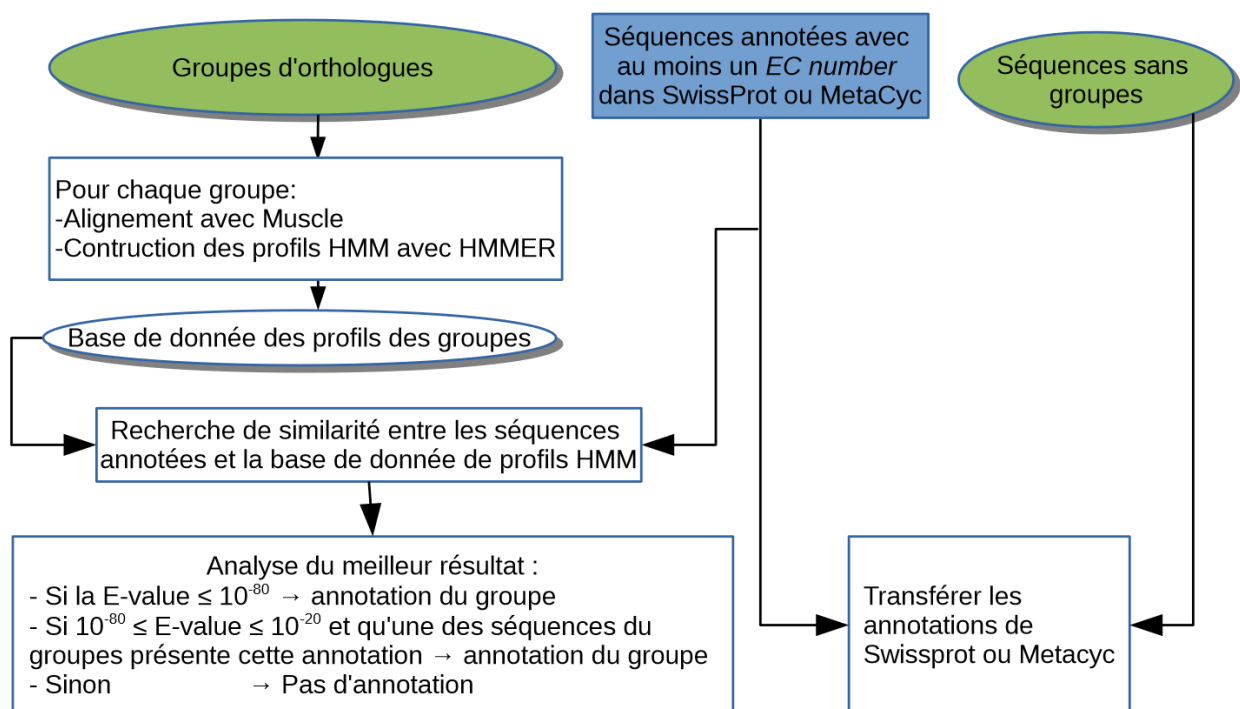 Groupes d'orthologues
Séquences annotées avec
au moins un EC number
dans SwissProt ou MetaCyc
Séquences sans
groupes
Pour chaque groupe:
-Alignement avec Muscle
-Contruction des profils HMM avec HMMER
Base de donnée des profils des groupes
Recherche de similarité entre les séquences
annotées et la base de donnée de profils HMM
Analyse du meilleur résultat :
- Si la E-value ≤ 10⁻⁸⁰ → annotation du groupe
- Si 10⁻⁸⁰ ≤ E-value ≤ 10⁻²⁰ et qu'une des séquences du
groupes présente cette annotation → annotation du groupe
- Sinon → Pas d'annotation
Transférer les
annotations de
Swissprot ou Metacyc